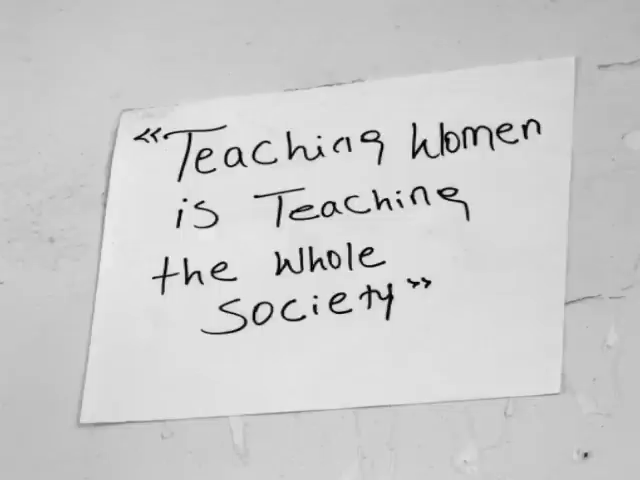 «Teaching Women
is Teaching
the whole
Society»